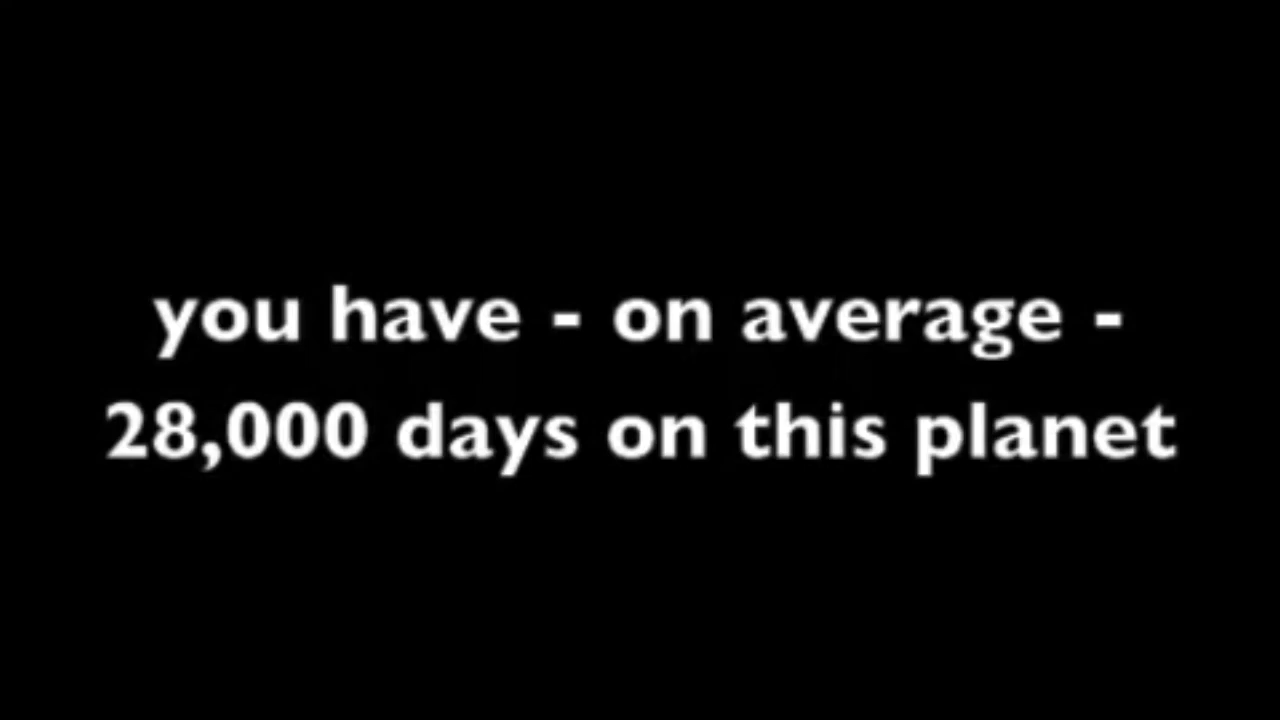 you have - on average -
28,000 days on this planet